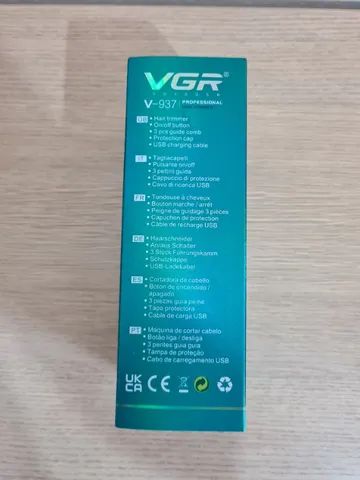 VGR®
V-937 PROFESSIONAL
GB • Hair trimmer
• On/off button
• 3 pcs guide comb
• Protection cap
• USB charging cable
IT • Tagliacapelli
• Pulsante on/off
• 3 pettini guida
• Cappuccio di protezione
• Cavo di ricarica USB
FR • Tondeuse à cheveux
• Bouton marche / arrêt
• Peigne de guidage 3 pièces
• Capuchon de protection
• Câble de recharge USB
DE • Haarschneider
• An/aus Schalter
• 3 Stück Führungskamm
• Schutzkappe
• USB-Ladekabel
ES • Cortadora de cabello
• Boton de encendido /
apagado
• 3 piezas guia peine
• Tapa protectora
• Cable de carga USB
PT • Maquina de cortar cabelo
• Botão liga / desliga
• 3 pentes guia gura
• Tampa de proteção
• Cabo de carregamento USB
UK
CA CE